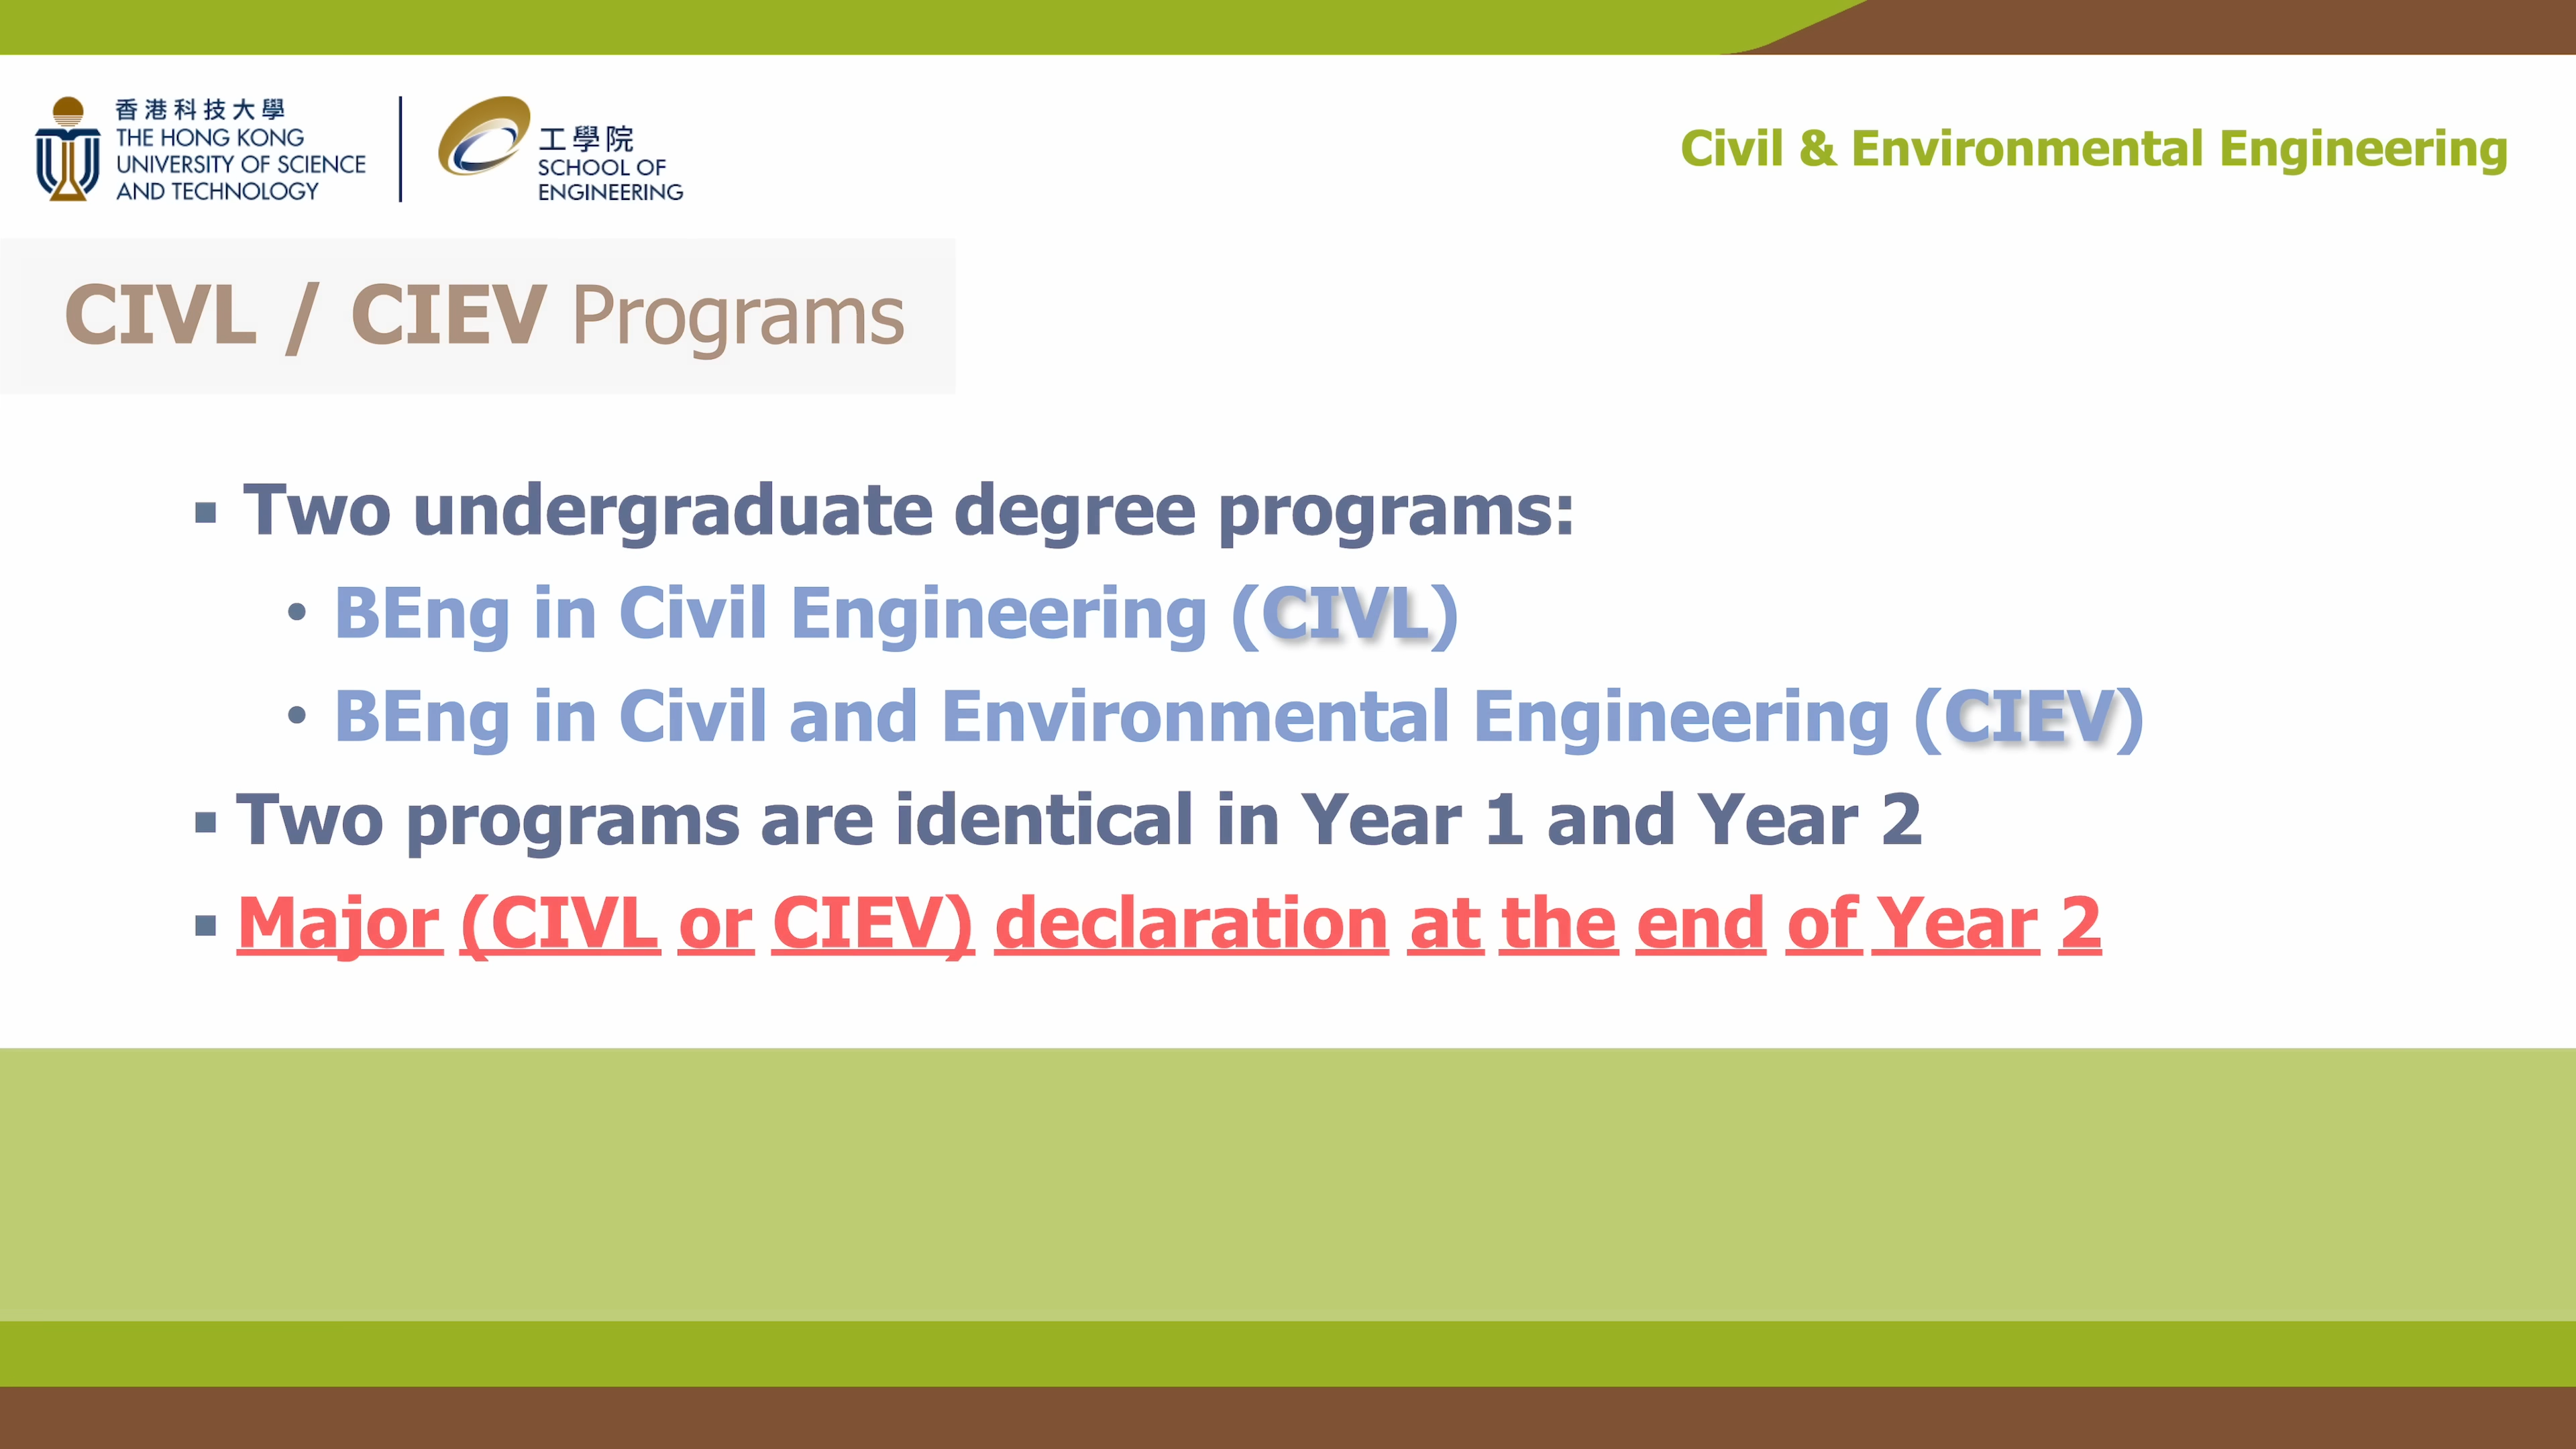 香港科技大學
THE HONG KONG
UNIVERSITY OF SCIENCE
AND TECHNOLOGY
工學院
SCHOOL OF
ENGINEERING
Civil & Environmental Engineering
CIVL / CIEV Programs
▪ Two undergraduate degree programs:
• BEng in Civil Engineering (CIVL)
• BEng in Civil and Environmental Engineering (CIEV)
▪ Two programs are identical in Year 1 and Year 2
▪ Major (CIVL or CIEV) declaration at the end of Year 2